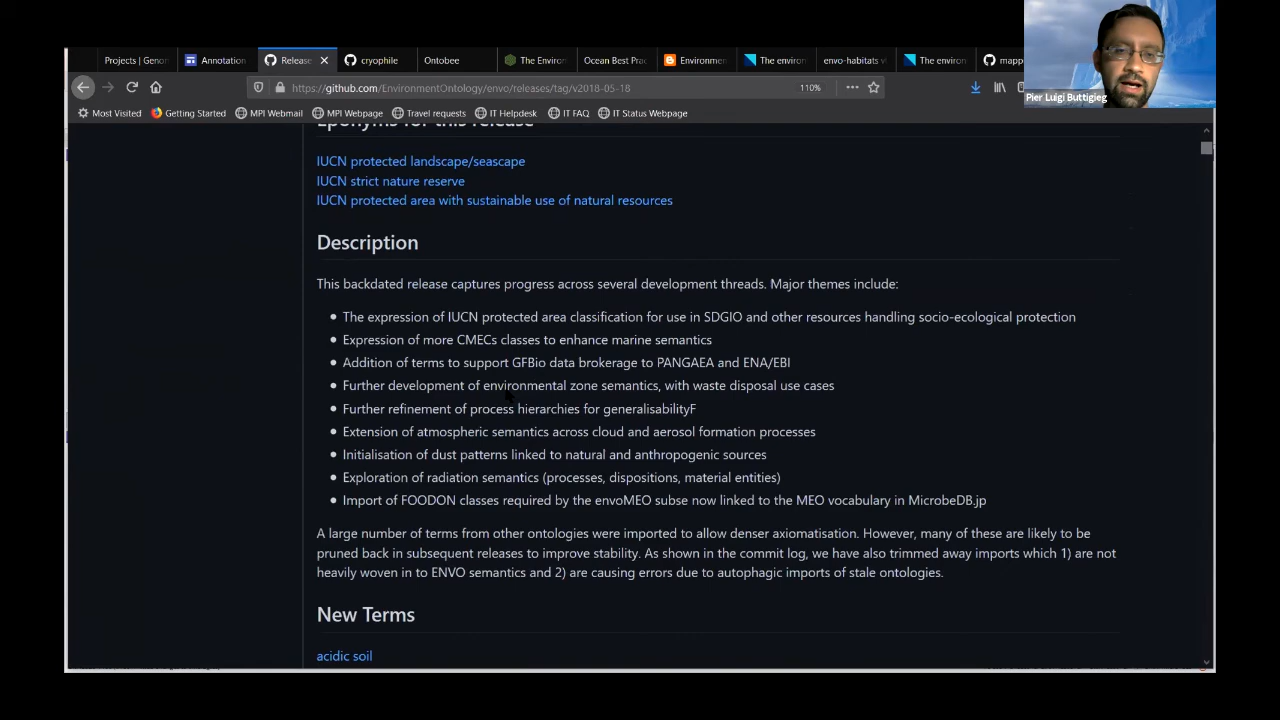 Projects | Genon
Annotation
Release
cryophile
Ontobee
The Environ
Ocean Best Prac
Environmen
The environ
envo-habitats v
The environ
mapp
Pier Luigi Buttigieg
https://github.com/EnvironmentOntology/envo/releases/tag/v2018-05-18
110%
Most Visited
Getting Started
MPI Webmail
MPI Webpage
Travel requests
IT Helpdesk
IT FAQ
IT Status Webpage
Eponyms for this release
IUCN protected landscape/seascape
IUCN strict nature reserve
IUCN protected area with sustainable use of natural resources
Description
This backdated release captures progress across several development threads. Major themes include:
The expression of IUCN protected area classification for use in SDGIO and other resources handling socio-ecological protection
Expression of more CMECs classes to enhance marine semantics
Addition of terms to support GFBio data brokerage to PANGAEA and ENA/EBI
Further development of environmental zone semantics, with waste disposal use cases
Further refinement of process hierarchies for generalisabilityF
Extension of atmospheric semantics across cloud and aerosol formation processes
Initialisation of dust patterns linked to natural and anthropogenic sources
Exploration of radiation semantics (processes, dispositions, material entities)
Import of FOODON classes required by the envoMEO subse now linked to the MEO vocabulary in MicrobeDB.jp
A large number of terms from other ontologies were imported to allow denser axiomatisation. However, many of these are likely to be
pruned back in subsequent releases to improve stability. As shown in the commit log, we have also trimmed away imports which 1) are not
heavily woven in to ENVO semantics and 2) are causing errors due to autophagic imports of stale ontologies.
New Terms
acidic soil